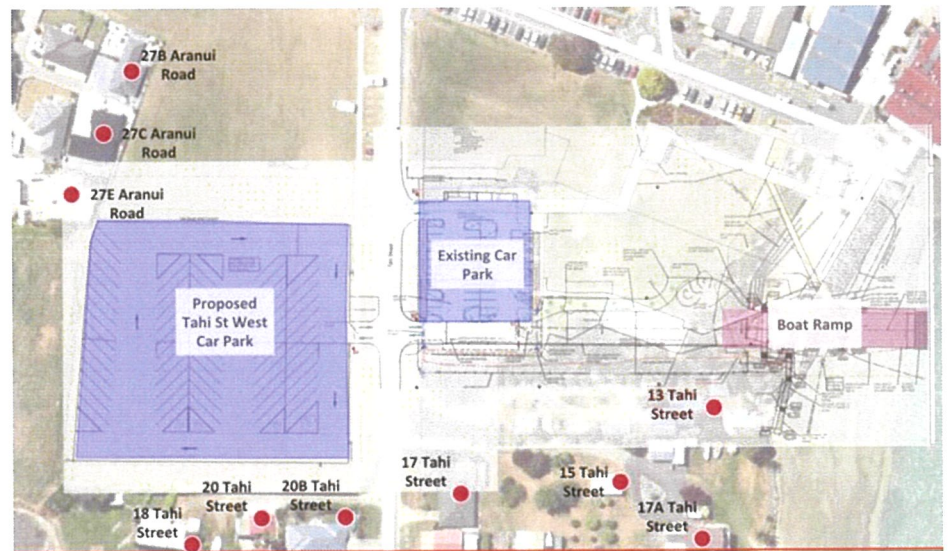 27B Aranui
Road
27C Aranui
Road
27E Aranui
Road
Existing Car
Park
Proposed
Tahi St West
Car Park
Boat Ramp
13 Tahi
Street
17 Tahi
Street
15 Tahi
Street
20 Tahi
Street
20B Tahi
Street
18 Tahi
Street
17A Tahi
Street